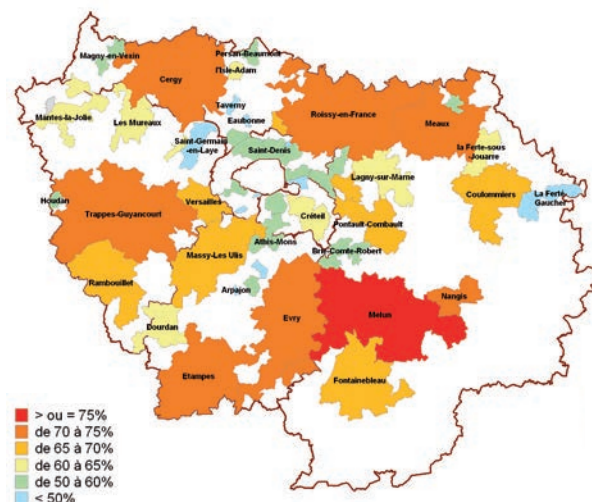 Magny-en-Vexin
Persan-Beaumont
l'Isle-Adam
Cergy
Taverny
Eaubonne
Roissy-en-France
Meaux
Mantes-la-Jolie
Les Mureaux
Saint-Germain
en-Laye
Saint-Denis
la Ferte-sous
Jouarre
Lagny-sur-Marne
Coulommiers
La Ferte
Gaucher
Houdan
Versailles
Trappes-Guyancourt
Créteil
Pontault-Combault
Athis-Mons
Brie-Comte-Robert
Massy-Les Ulis
Rambouillet
Arpajon
Dourdan
Evry
Melun
Nangis
Etampes
Fontainebleau
> ou = 75%
de 70 à 75%
de 65 à 70%
de 60 à 65%
de 50 à 60%
< 50%